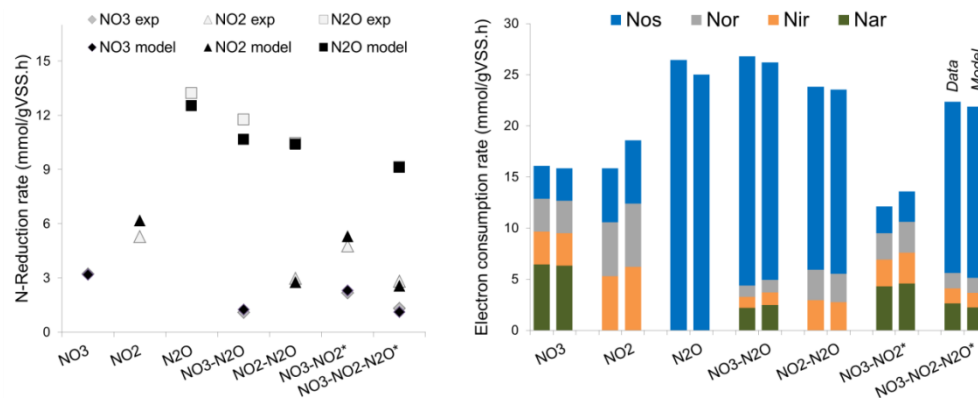 NO3 exp NO2 exp N2O exp
NO3 model NO2 model N2O model
N-Reduction rate (mmol/gVSS.h)
15
12
9
6
3
0
NO3 NO2 N2O NO3-N2O NO2-N2O NO3-NO2* NO3-NO2-N2O*
Nos Nor Nir Nar
Electron consumption rate (mmol/gVSS.h)
30
25
20
15
10
5
0
Data
Model
NO3 NO2 N2O NO3-N2O NO2-N2O NO3-NO2* NO3-NO2-N2O*